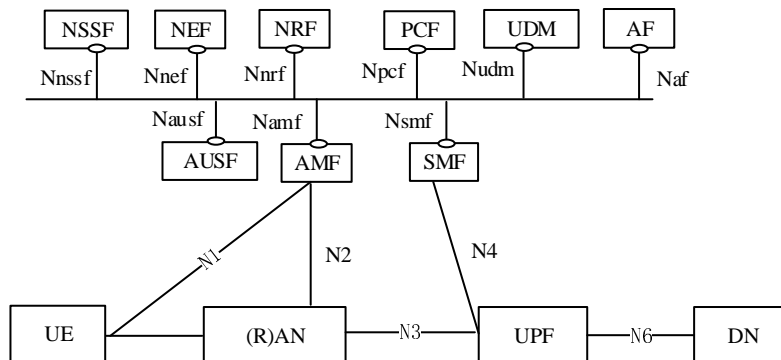 NSSF NEF NRF PCF UDM AF
Nnssf Nnef Nnrf Npcf Nudm Naf
Nausf Namf Nsmf
AUSF AMF SMF
N1 N2 N4
UE (R)AN N3 UPF N6 DN